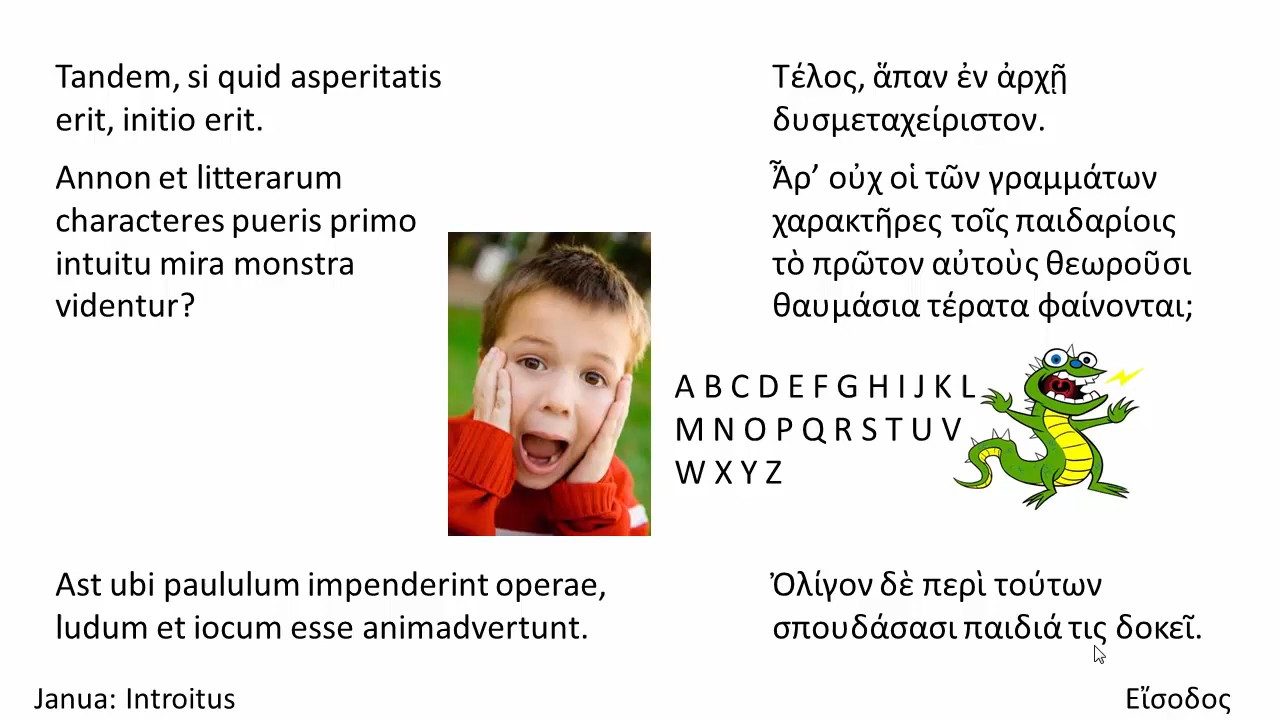 Tandem, si quid asperitatis
erit, initio erit.
Annon et litterarum
characteres pueris primo
intuitu mira monstra
videntur?
Ast ubi paululum impenderint operae,
ludum et iocum esse animadvertunt.
Τέλος, ἅπαν ἐν ἀρχῇ
δυσμεταχείριστον.
Ἆρ’ οὐχ οἱ τῶν γραμμάτων
χαρακτῆρες τοῖς παιδαρίοις
τὸ πρῶτον αὐτοὺς θεωροῦσι
θαυμάσια τέρατα φαίνονται;
A B C D E F G H I J K L
M N O P Q R S T U V
W X Y Z
Ὀλίγον δὲ περὶ τούτων
σπουδάσασι παιδιά τις δοκεῖ.
Janua: Introitus
Εἴσοδος